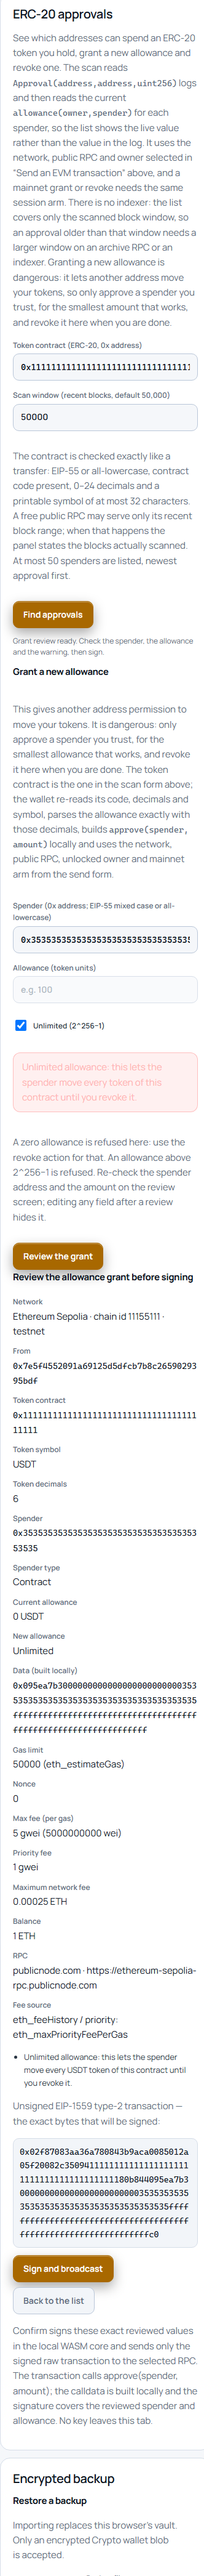 ERC-20 approvals
See which addresses can spend an ERC-20
token you hold, grant a new allowance and
revoke one. The scan reads
Approval(address,address,uint256) logs
and then reads the current
allowance(owner,spender) for each
spender, so the list shows the live value
rather than the value in the log. It uses the
network, public RPC and owner selected in
"Send an EVM transaction" above, and a
mainnet grant or revoke needs the same
session arm. There is no indexer: the list
covers only the scanned block window, so
an approval older than that window needs a
larger window on an archive RPC or an
indexer. Granting a new allowance is
dangerous: it lets another address move
your tokens, so only approve a spender you
trust, for the smallest amount that works,
and revoke it here when you are done.
Token contract (ERC-20, 0x address)
Scan window (recent blocks, default 50,000)
50000
The contract is checked exactly like a
transfer: EIP-55 or all-lowercase, contract
code present, 0–24 decimals and a
printable symbol of at most 32 characters.
A free public RPC may serve only its recent
block range; when that happens the
panel states the blocks actually scanned.
At most 50 spenders are listed, newest
approval first.
Find approvals
Grant review ready. Check the spender, the allowance
and the warning, then sign.
Grant a new allowance
This gives another address permission to
move your tokens. It is dangerous: only
approve a spender you trust, for the
smallest allowance that works, and revoke
it here when you are done. The token
contract is the one in the scan form above;
the wallet re-reads its code, decimals and
symbol, parses the allowance exactly with
those decimals, builds approve(spender,
amount) locally and uses the network,
public RPC, unlocked owner and mainnet
arm from the send form.
Spender (0x address; EIP-55 mixed case or all-
lowercase)
Allowance (token units)
e.g. 100
Unlimited (2^256−1)
Unlimited allowance: this lets the
spender move every token of this
contract until you revoke it.
A zero allowance is refused here: use the
revoke action for that. An allowance above
2^256−1 is refused. Re-check the spender
address and the amount on the review
screen; editing any field after a review
hides it.
Review the grant
Review the allowance grant before signing
Network
Ethereum Sepolia · chain id 11155111 ·
testnet
From
0x7e5f4552091a69125d5dfcb7b8c26590293
95bdf
Token contract
0x11111111111111111111111111111111111
11111
Token symbol
USDT
Token decimals
6
Spender
0x35353535353535353535353535353535353
53535
Spender type
Contract
Current allowance
0 USDT
New allowance
Unlimited
Data (built locally)
Gas limit
50000 (eth_estimateGas)
Nonce
0
Max fee (per gas)
5 gwei (5000000000 wei)
Priority fee
1 gwei
Maximum network fee
0.00025 ETH
Balance
1 ETH
RPC
publicnode.com · https://ethereum-sepolia-
rpc.publicnode.com
Fee source
eth_feeHistory / priority:
eth_maxPriorityFeePerGas
Unlimited allowance: this lets the spender
move every USDT token of this contract until
you revoke it.
Unsigned EIP-1559 type-2 transaction —
the exact bytes that will be signed:
Sign and broadcast
Back to the list
Confirm signs these exact reviewed values
in the local WASM core and sends only the
signed raw transaction to the selected RPC.
The transaction calls approve(spender,
amount); the calldata is built locally and the
signature covers the reviewed spender and
allowance. No key leaves this tab.
Encrypted backup
Restore a backup
Importing replaces this browser's vault.
Only an encrypted Crypto wallet blob
is accepted.